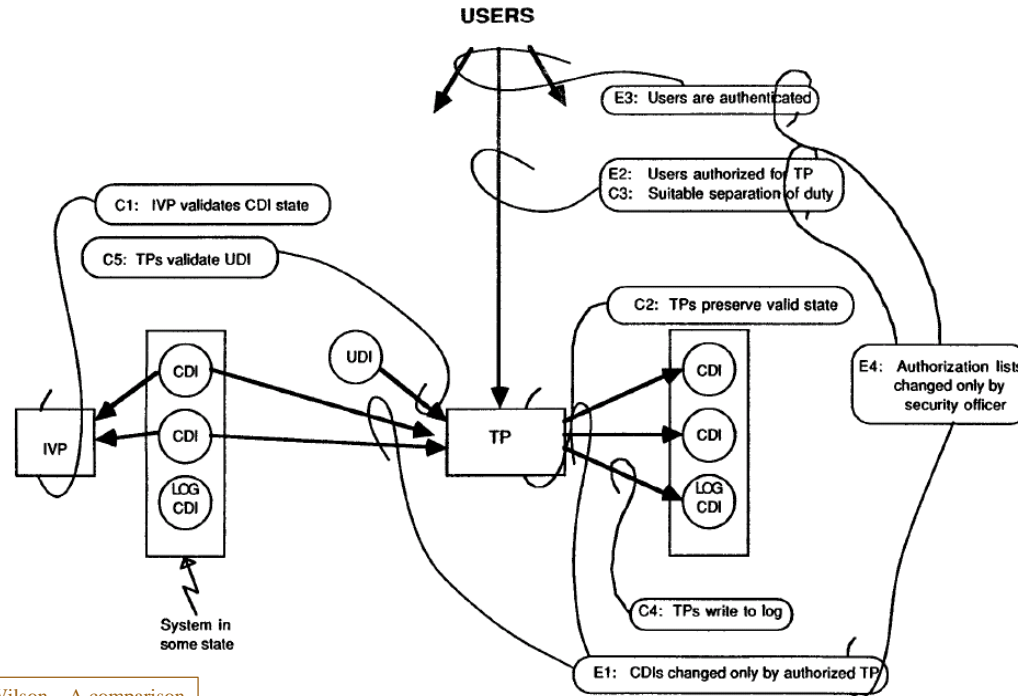 USERS
E3: Users are authenticated
E2: Users authorized for TP
C3: Suitable separation of duty
C1: IVP validates CDI state
C5: TPs validate UDI
C2: TPs preserve valid state
UDI
CDI
CDI
E4: Authorization lists
changed only by
security officer
IVP
CDI
TP
CDI
LOG
CDI
LOG
CDI
C4: TPs write to log
System in
some state
E1: CDIs changed only by authorized TP
Wilson – A comparison